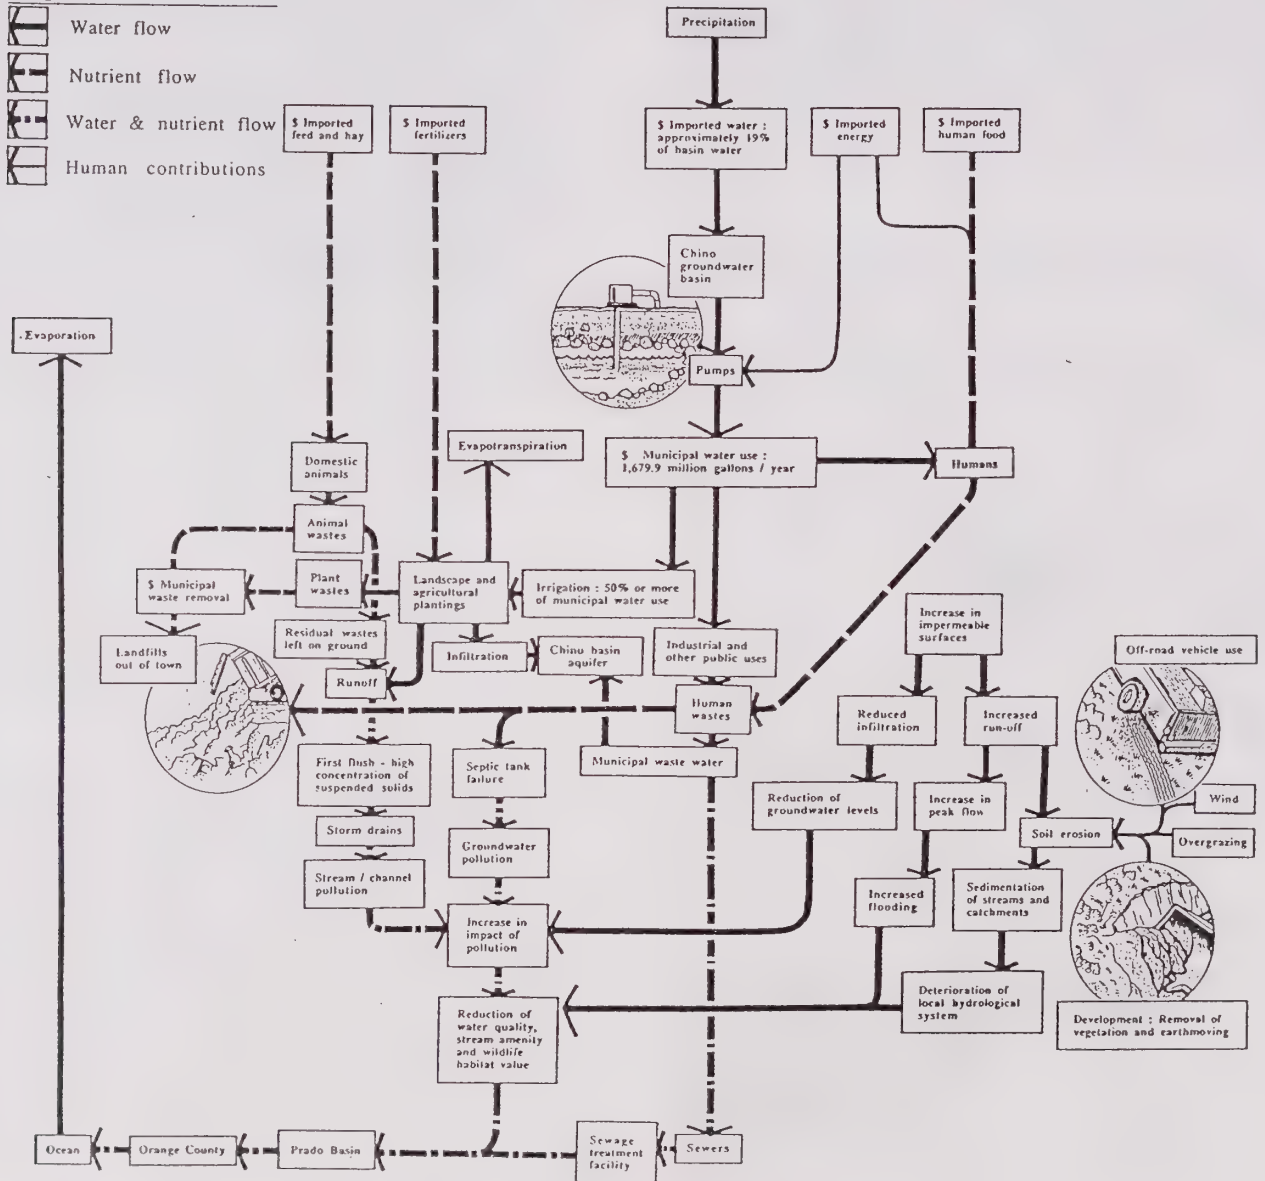 Water flow
Nutrient flow
Water & nutrient flow
Human contributions
Precipitation
$ Imported
feed and hay
$ Imported
fertilizers
$ Imported water :
approximately 19%
of basin water
$ Imported
energy
$ Imported
human food
Chino
groundwater
basin
Evaporation
Pumps
Evapotranspiration
$ Municipal water use :
1,679.9 million gallons / year
Humans
Domestic
animals
Animal
wastes
$ Municipal
waste removal
Plant
wastes
Landscape and
agricultural
plantings
Irrigation : 50% or more
of municipal water use
Increase in
impermeable
surfaces
Landfills
out of town
Residual wastes
left on ground
Infiltration
Chino basin
aquifer
Industrial and
other public uses
Off-road vehicle use
Runoff
Human
wastes
Reduced
infiltration
Increased
run-off
First flush - high
concentration of
suspended solids
Septic tank
failure
Municipal waste water
Reduction of
groundwater levels
Increase in
peak flow
Wind
Storm drains
Soil erosion
Overgrazing
Groundwater
pollution
Stream / channel
pollution
Increased
flooding
Sedimentation
of streams and
catchments
Increase in
impact of
pollution
Deterioration of
local hydrological
system
Development : Removal of
vegetation and earthmoving
Reduction of
water quality,
stream amenity
and wildlife
habitat value
Ocean
Orange County
Prado Basin
Sewage
treatment
facility
Sewers